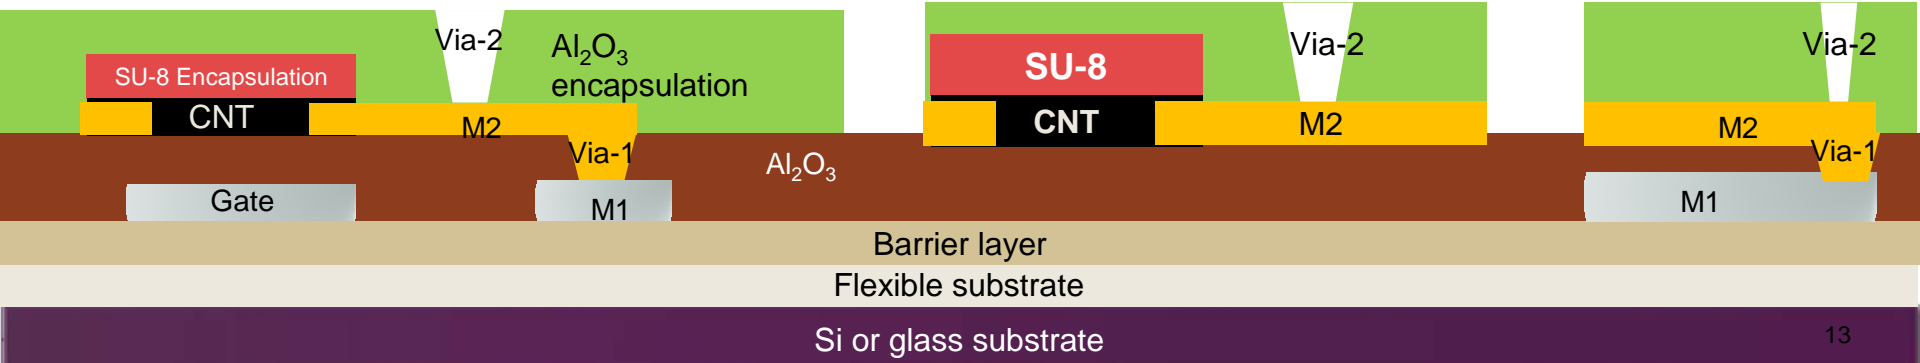 Via-2
Al₂O₃
encapsulation
SU-8 Encapsulation
CNT
M2
Via-1
Gate
M1
Al₂O₃
SU-8
Via-2
CNT
M2
Via-2
M2
Via-1
M1
Barrier layer
Flexible substrate
Si or glass substrate
13